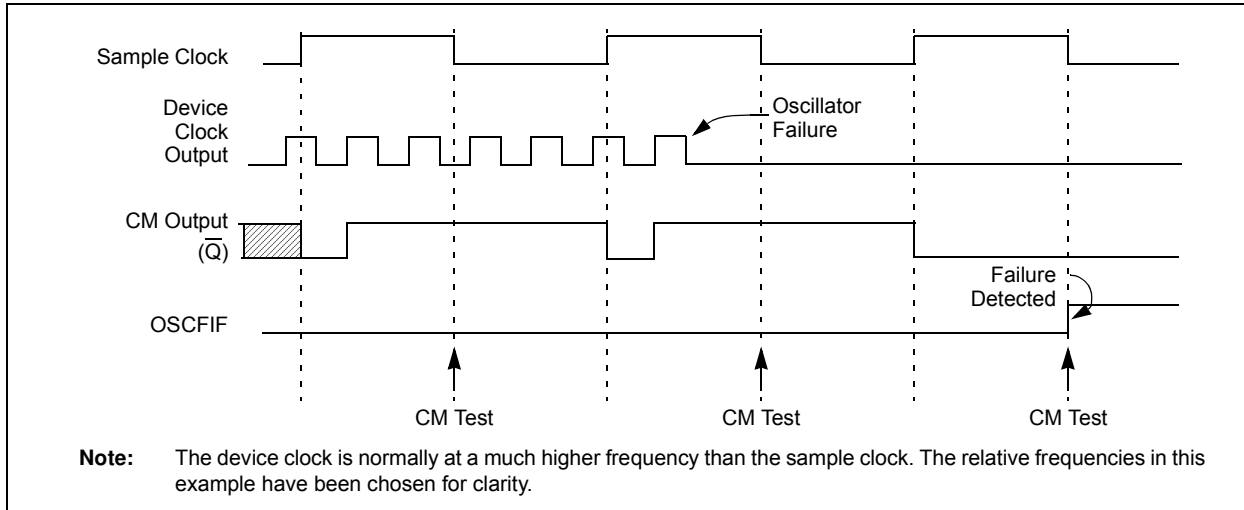 Sample Clock
Device
Clock
Output
Oscillator
Failure
CM Output
(Q̅)
Failure
Detected
OSCFIF
CM Test
CM Test
CM Test
Note: The device clock is normally at a much higher frequency than the sample clock. The relative frequencies in this
example have been chosen for clarity.